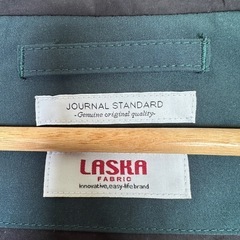 JOURNAL STANDARD
-Genuine original quality-
LASKA
FABRIC
Innovative, easy-life brand